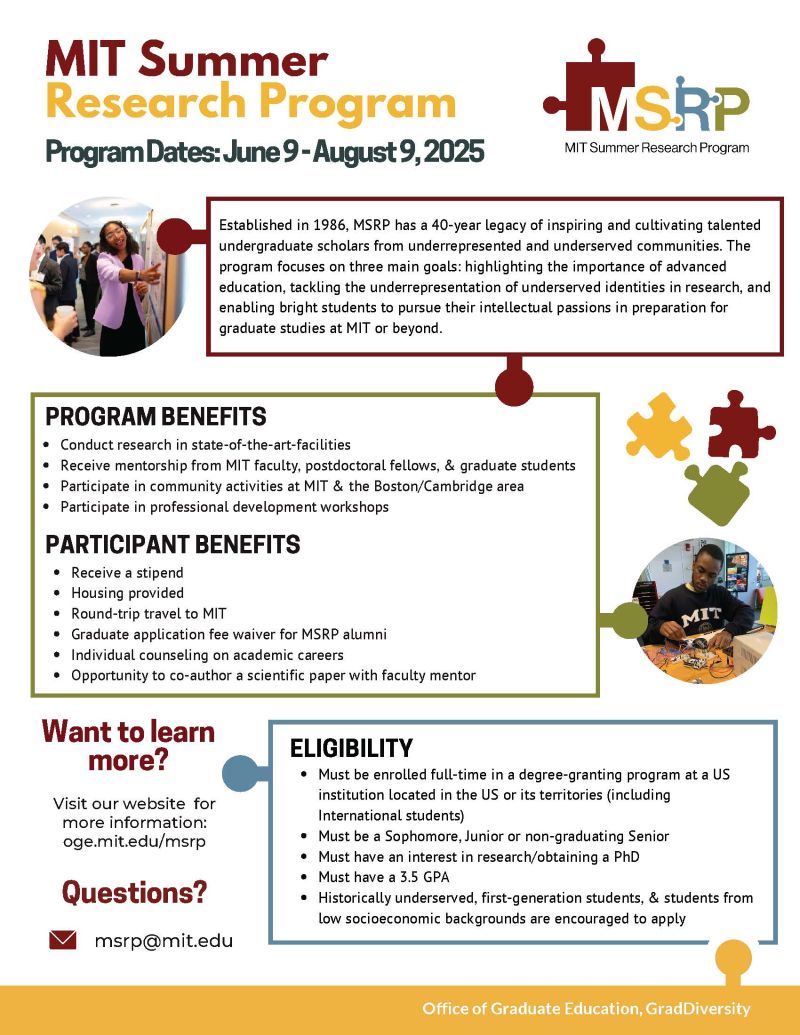 MIT Summer
Research Program
Program Dates: June 9 - August 9, 2025
MSRP
MIT Summer Research Program
Established in 1986, MSRP has a 40-year legacy of inspiring and cultivating talented
undergraduate scholars from underrepresented and underserved communities. The
program focuses on three main goals: highlighting the importance of advanced
education, tackling the underrepresentation of underserved identities in research, and
enabling bright students to pursue their intellectual passions in preparation for
graduate studies at MIT or beyond.
PROGRAM BENEFITS
• Conduct research in state-of-the-art-facilities
• Receive mentorship from MIT faculty, postdoctoral fellows, & graduate students
• Participate in community activities at MIT & the Boston/Cambridge area
• Participate in professional development workshops
PARTICIPANT BENEFITS
• Receive a stipend
• Housing provided
• Round-trip travel to MIT
• Graduate application fee waiver for MSRP alumni
• Individual counseling on academic careers
• Opportunity to co-author a scientific paper with faculty mentor
MIT
Want to learn
more?
Visit our website for
more information:
oge.mit.edu/msrp
Questions?
msrp@mit.edu
ELIGIBILITY
• Must be enrolled full-time in a degree-granting program at a US
institution located in the US or its territories (including
International students)
• Must be a Sophomore, Junior or non-graduating Senior
• Must have an interest in research/obtaining a PhD
• Must have a 3.5 GPA
• Historically underserved, first-generation students, & students from
low socioeconomic backgrounds are encouraged to apply
Office of Graduate Education, GradDiversity